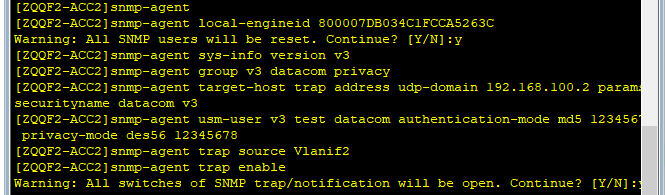 [ZQQF2-ACC2]snmp-agent
[ZQQF2-ACC2]snmp-agent local-engineid 800007DB034C1FCCA5263C
Warning: All SNMP users will be reset. Continue? [Y/N]:y
[ZQQF2-ACC2]snmp-agent sys-info version v3
[ZQQF2-ACC2]snmp-agent group v3 datacom privacy
[ZQQF2-ACC2]snmp-agent target-host trap address udp-domain 192.168.100.2 params
securityname datacom v3
[ZQQF2-ACC2]snmp-agent usm-user v3 test datacom authentication-mode md5 1234567
privacy-mode des56 12345678
[ZQQF2-ACC2]snmp-agent trap source Vlanif2
[ZQQF2-ACC2]snmp-agent trap enable
Warning: All switches of SNMP trap/notification will be open. Continue? [Y/N]:y